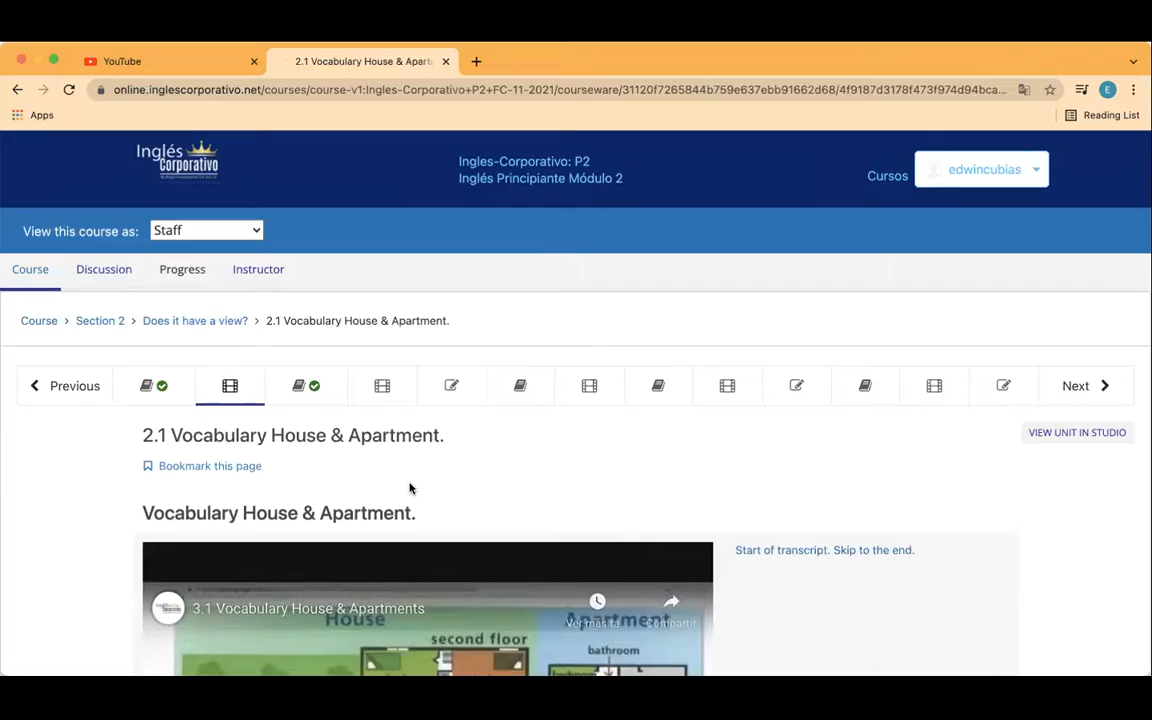 YouTube
2.1 Vocabulary House & Apart
online.inglescorporativo.net/courses/course-v1:Ingles-Corporativo+P2+FC-11-2021/courseware/31120f7265844b759e637ebb91662d68/4f9187d3178f473f974d94bca...
E
Apps
Reading List
Inglés
Corporativo
Ingles-Corporativo: P2
Inglés Principiante Módulo 2
Cursos
edwincubias
View this course as:
Staff
Course
Discussion
Progress
Instructor
Course > Section 2 > Does it have a view? > 2.1 Vocabulary House & Apartment.
Previous
Next
2.1 Vocabulary House & Apartment.
VIEW UNIT IN STUDIO
Bookmark this page
Vocabulary House & Apartment.
Start of transcript. Skip to the end.
3.1 Vocabulary House & Apartments
House
Apartment
Ver más ta
Compartir
second floor
bathroom
bedroom